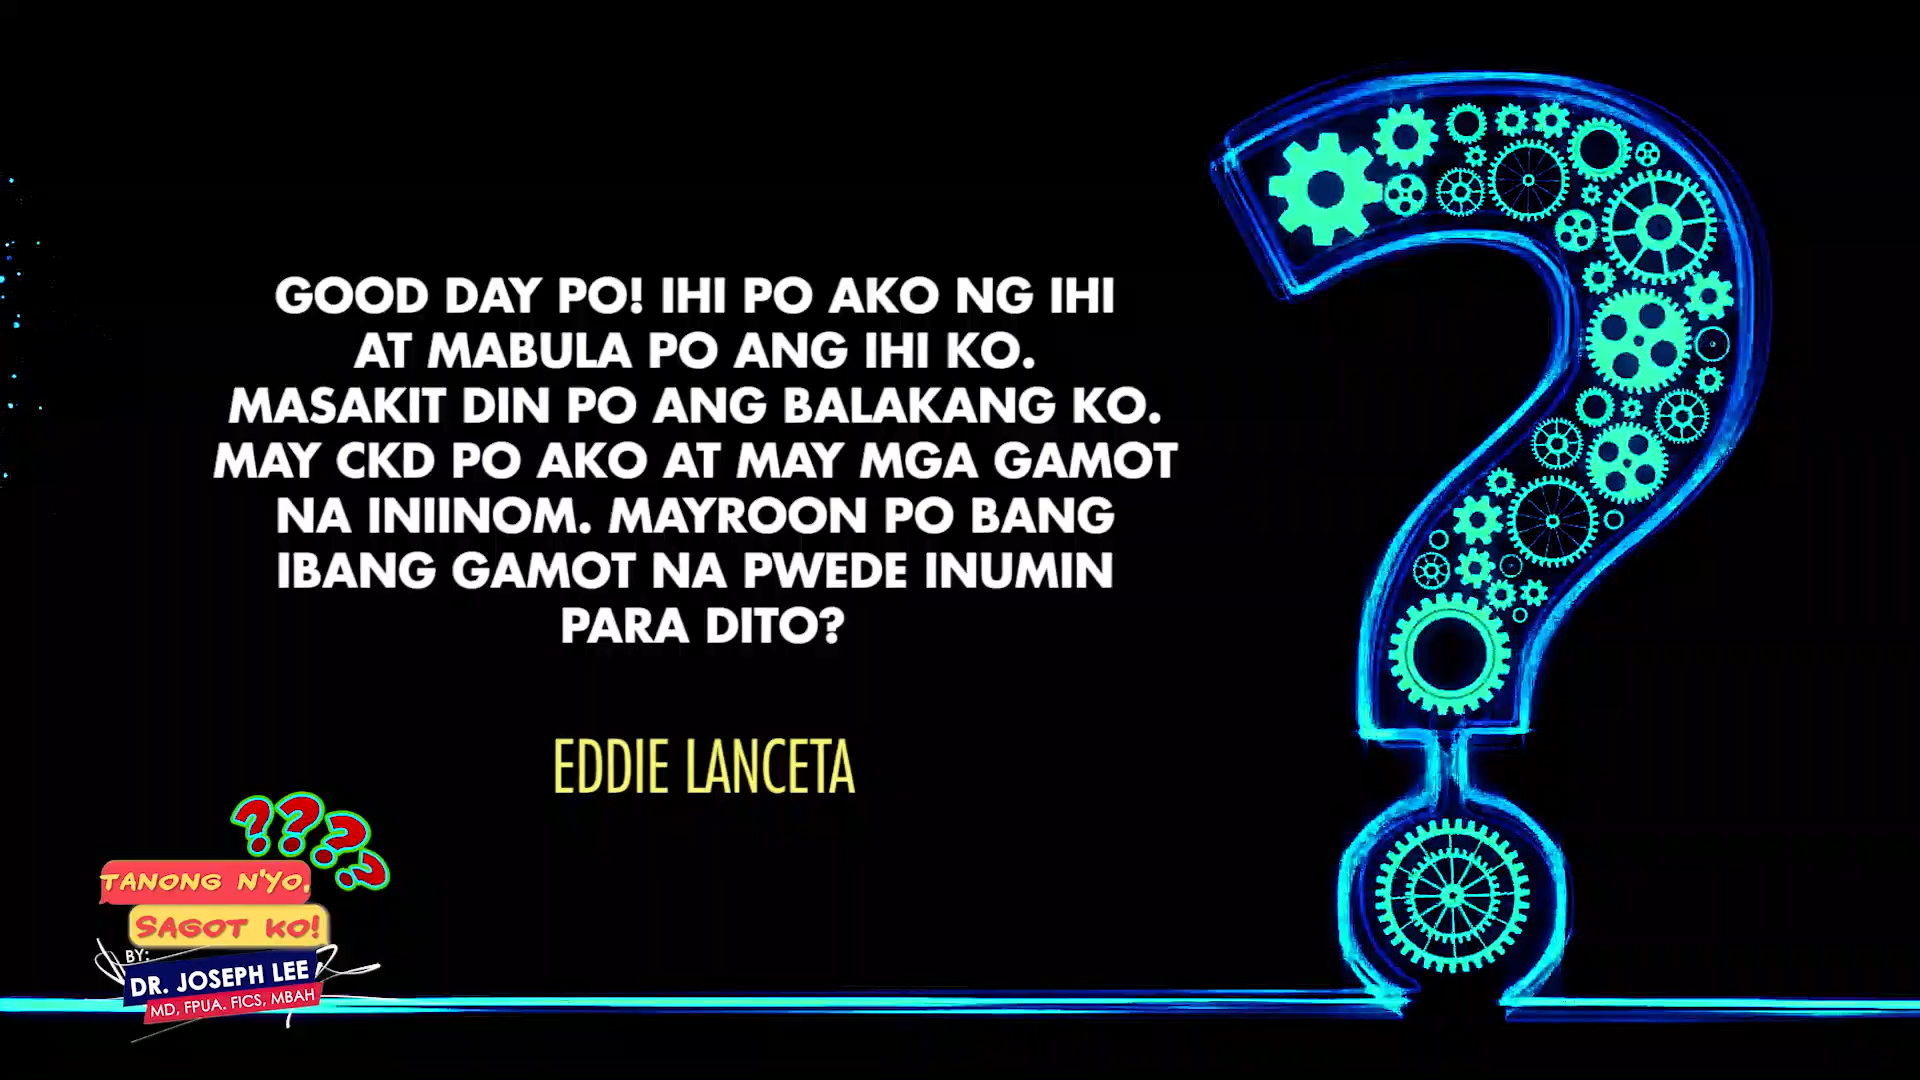 GOOD DAY PO! IHI PO AKO NG IHI
AT MABULA PO ANG IHI KO.
MASAKIT DIN PO ANG BALAKANG KO.
MAY CKD PO AKO AT MAY MGA GAMOT
NA INIINOM. MAYROON PO BANG
IBANG GAMOT NA PWEDE INUMIN
PARA DITO?
EDDIE LANCETA
????
TANONG N'YO,
SAGOT KO!
BY:
DR. JOSEPH LEE
MD, FPUA, FICS, MBAH